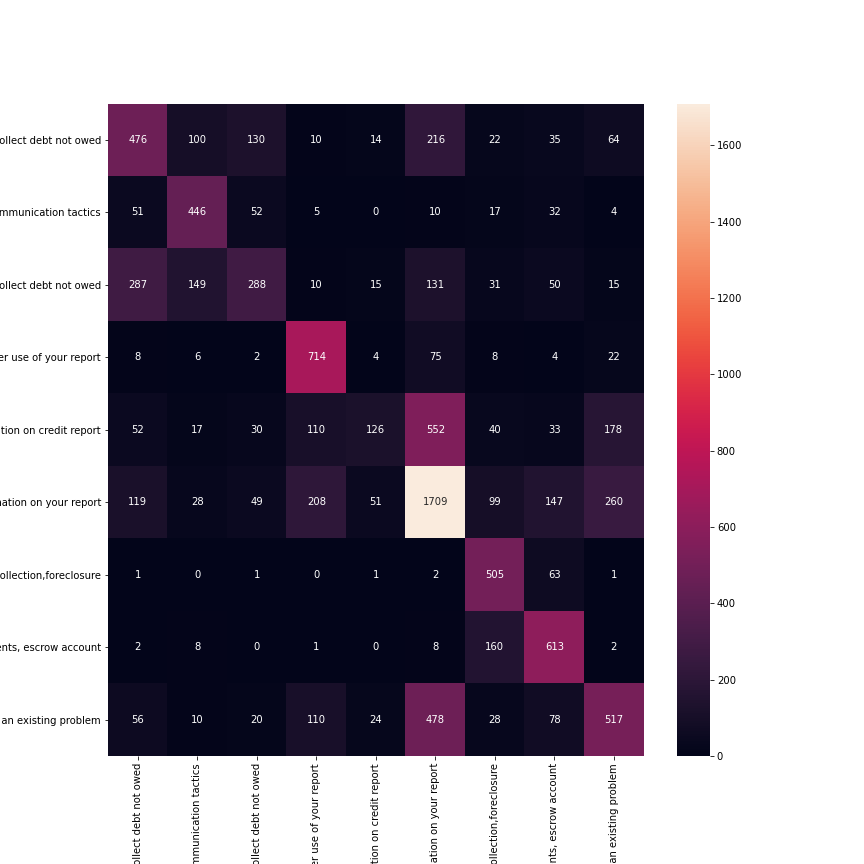 ollect debt not owed 476 100 130 10 14 216 22 35 64
mmunication tactics 51 446 52 5 0 10 17 32 4
ollect debt not owed 287 149 288 10 15 131 31 50 15
er use of your report 8 6 2 714 4 75 8 4 22
tion on credit report 52 17 30 110 126 552 40 33 178
nation on your report 119 28 49 208 51 1709 99 147 260
ollection,foreclosure 1 0 1 0 1 2 505 63 1
ents, escrow account 2 8 0 1 0 8 160 613 2
an existing problem 56 10 20 110 24 478 28 78 517
ollect debt not owed
mmunication tactics
ollect debt not owed
er use of your report
tion on credit report
ation on your report
ollection,foreclosure
nts, escrow account
an existing problem
1600
1400
1200
1000
800
600
400
200
0